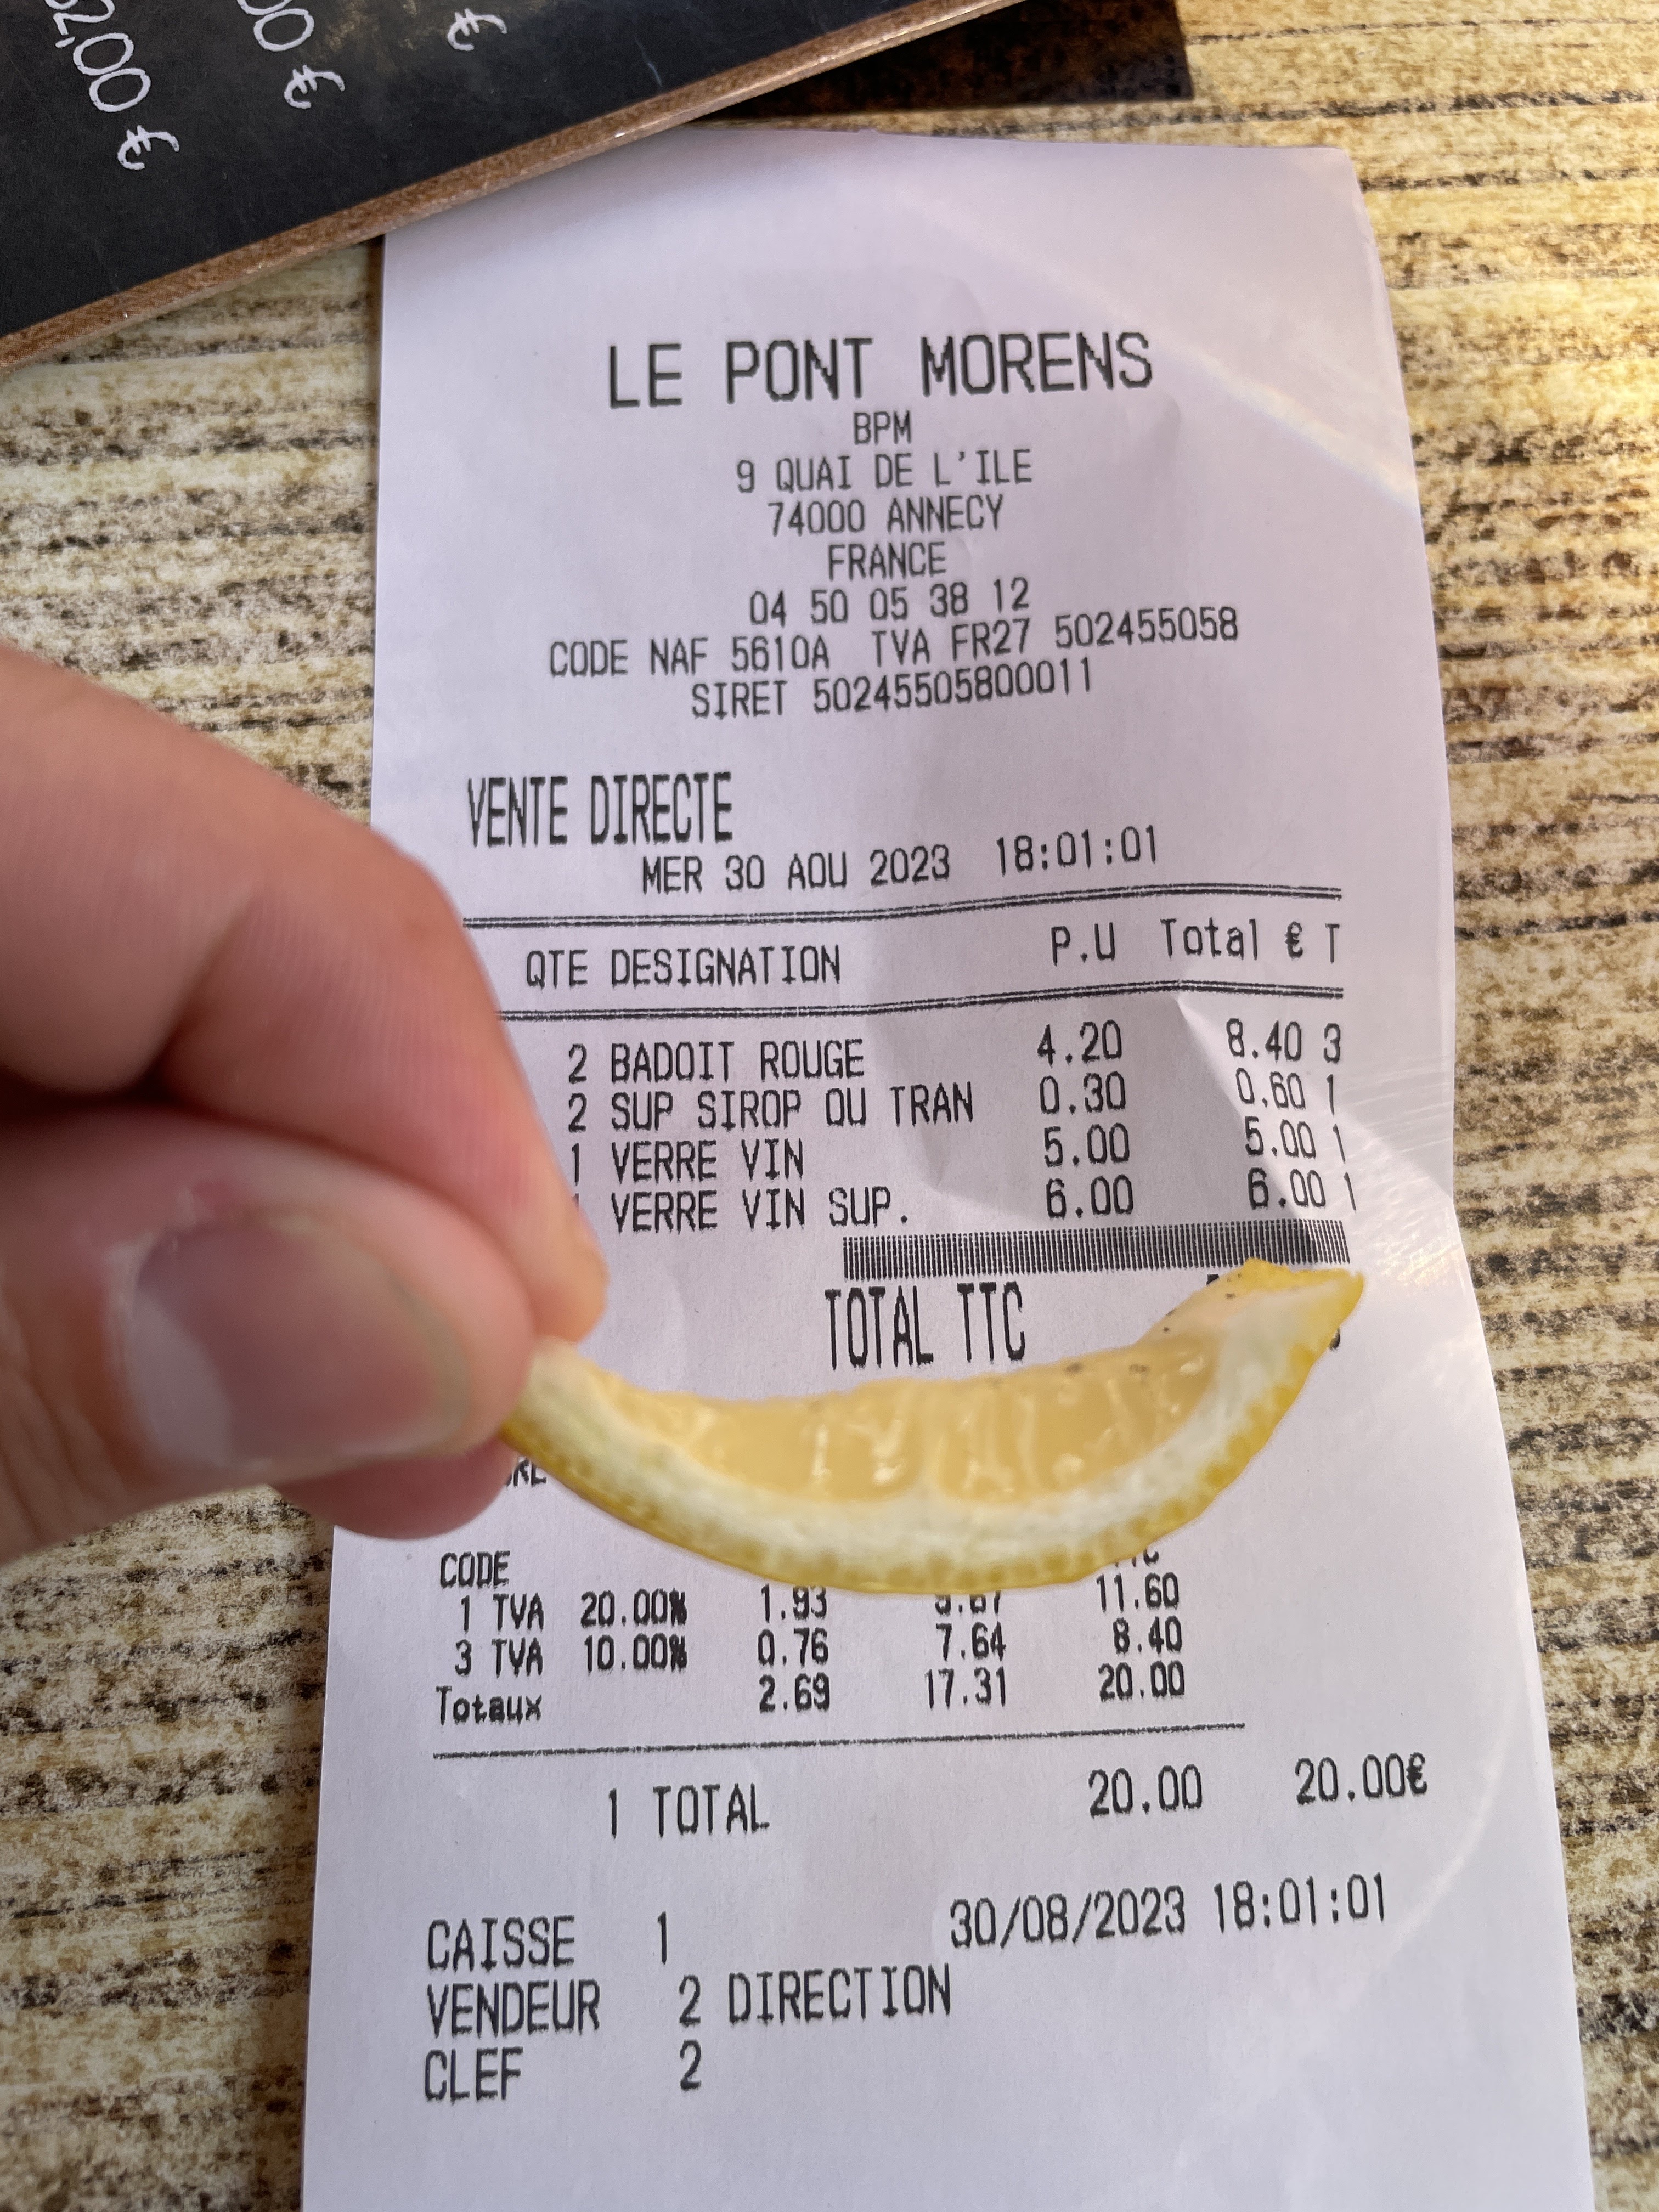 2,00 €
00 €
€
LE PONT MORENS
BPM
9 QUAI DE L'ILE
74000 ANNECY
FRANCE
04 50 05 38 12
CODE NAF 5610A TVA FR27 502455058
SIRET 50245505800011
VENTE DIRECTE
MER 30 AOU 2023 18:01:01
QTE DESIGNATION P.U Total € T
2 BADOIT ROUGE 4.20 8.40 3
2 SUP SIROP OU TRAN 0.30 0.60 1
1 VERRE VIN 5.00 5.00 1
VERRE VIN SUP. 6.00 6.00 1
TOTAL TTC
CODE
1 TVA 20.00% 1.93 11.60
3 TVA 10.00% 0.76 7.64 8.40
Totaux 2.69 17.31 20.00
1 TOTAL 20.00 20.00€
CAISSE 1 30/08/2023 18:01:01
VENDEUR 2 DIRECTION
CLEF 2